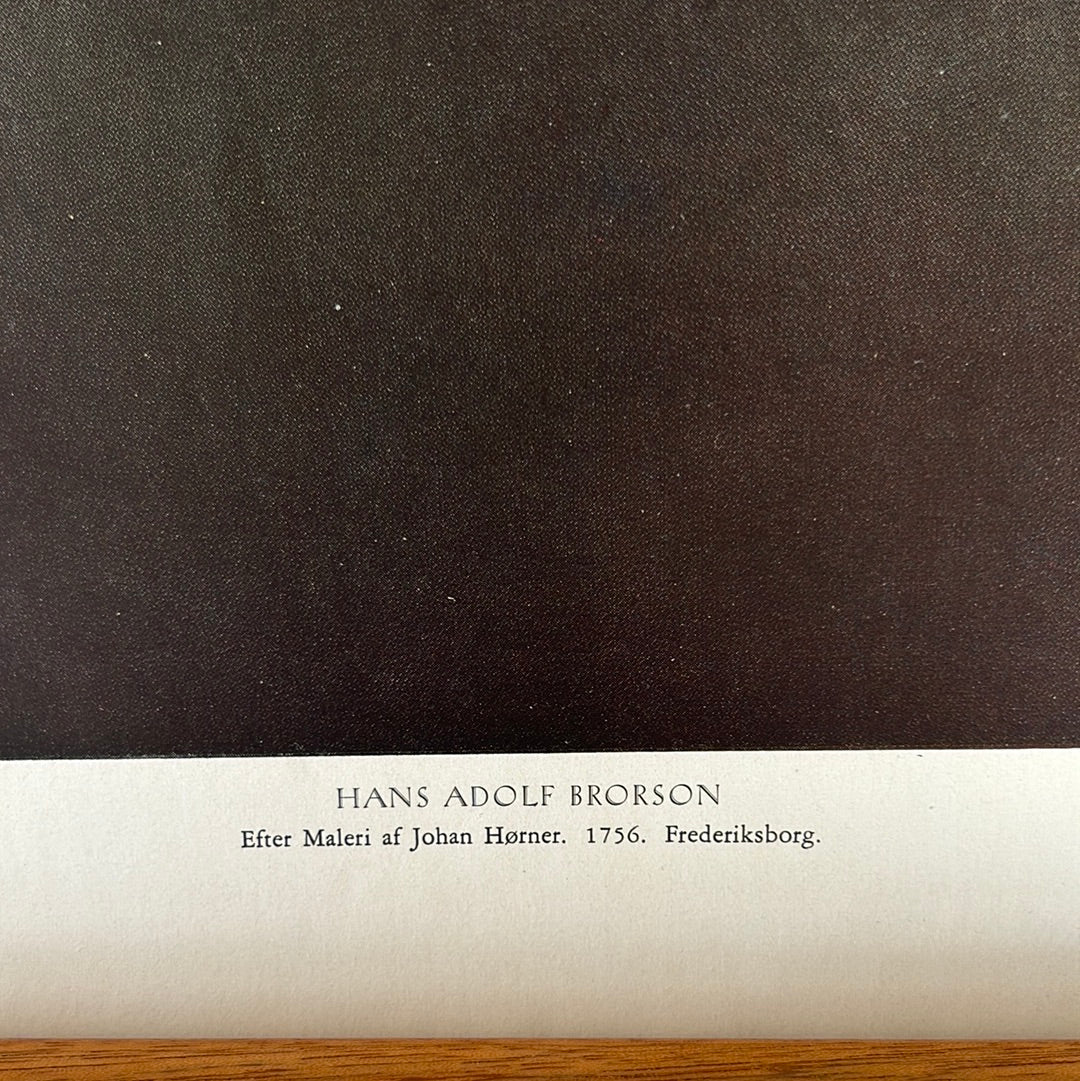 HANS ADOLF BRORSON
Efter Maleri af Johan Hørner. 1756. Frederiksborg.